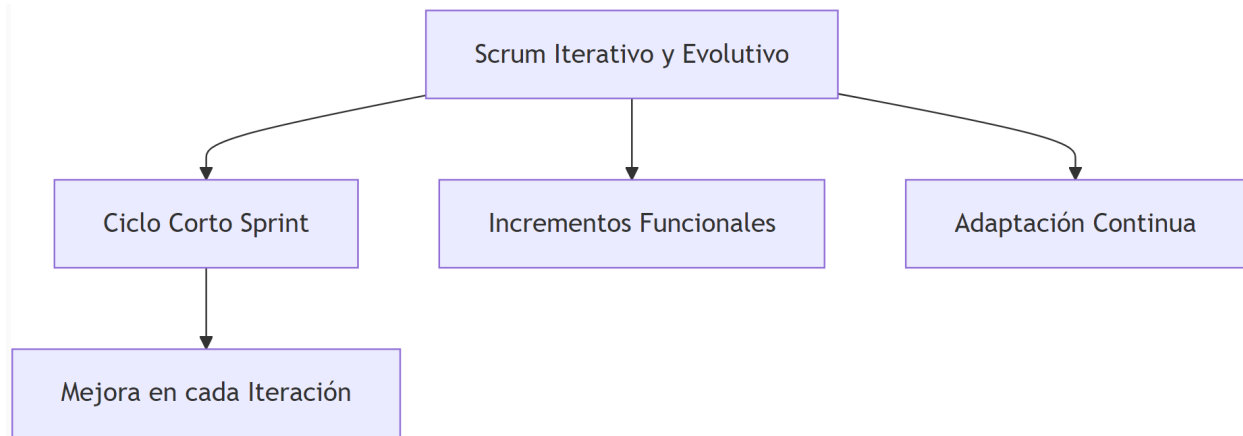 Scrum Iterativo y Evolutivo
Ciclo Corto Sprint
Incrementos Funcionales
Adaptación Continua
Mejora en cada Iteración